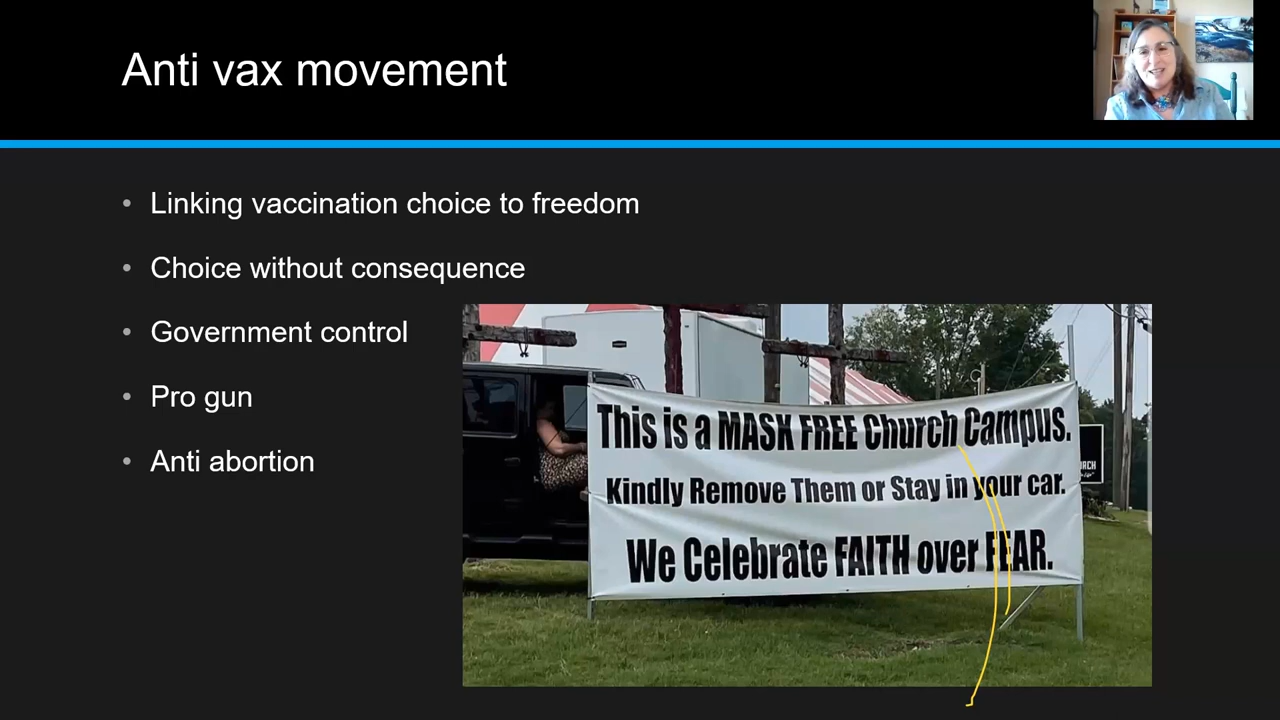 Anti vax movement
Linking vaccination choice to freedom
Choice without consequence
Government control
Pro gun
Anti abortion
This is a MASK FREE Church Campus.
Kindly Remove Them or Stay in your car.
We Celebrate FAITH over FEAR.